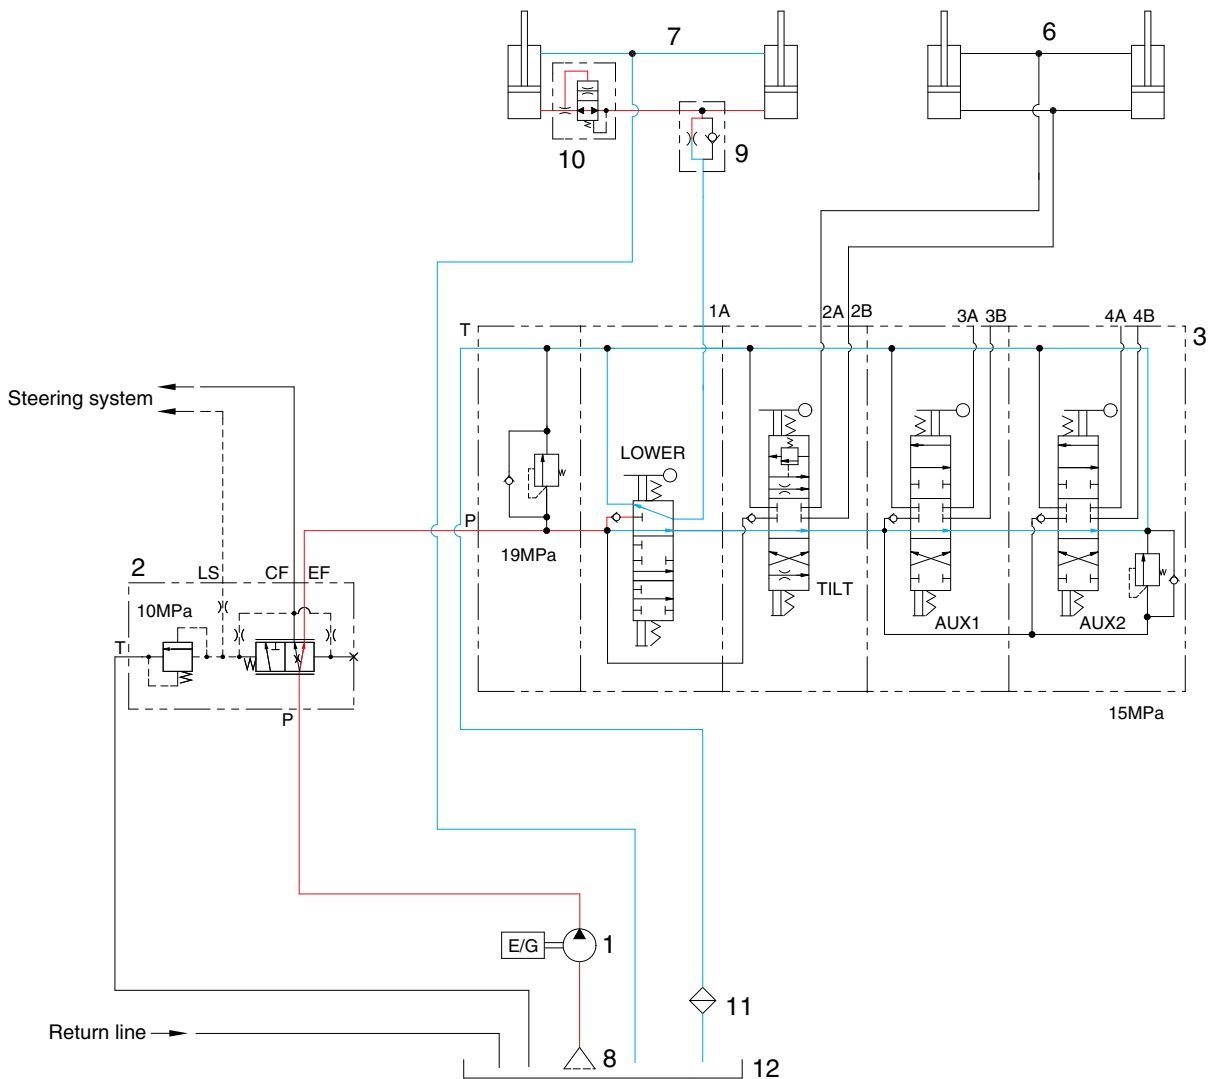 7
6
10
9
1A
2A
2B
3A
3B
4A
4B
T
3
Steering system
LOWER
P
19MPa
2
LS
CF
EF
10MPa
TILT
AUX1
AUX2
T
P
15MPa
E/G
1
11
Return line
8
12